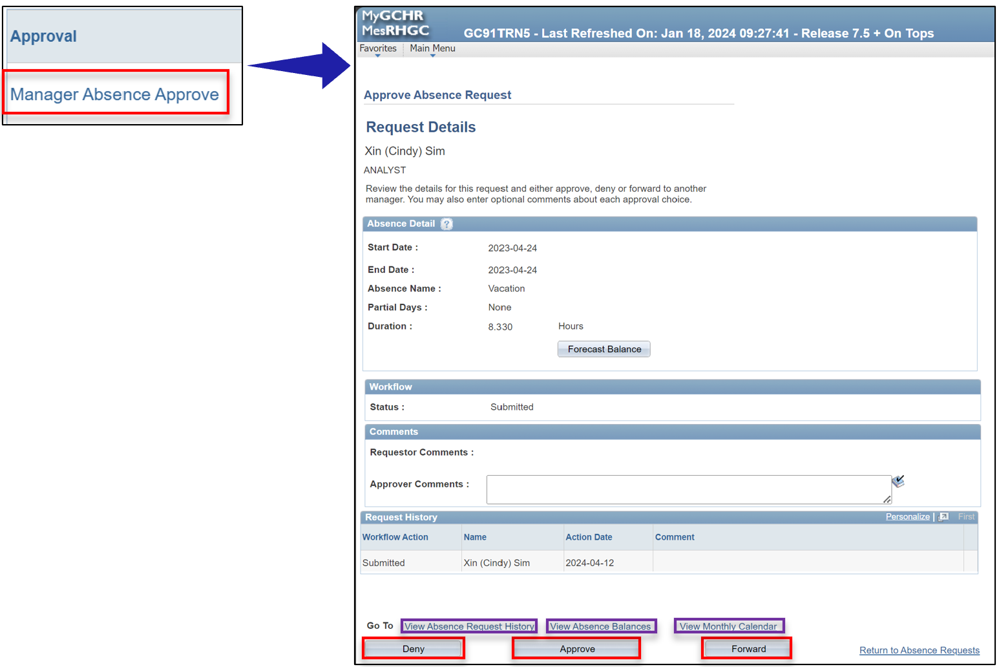 Approval
Manager Absence Approve
MyGCHR
MesRHGC
GC91TRN5 - Last Refreshed On: Jan 18, 2024 09:27:41 - Release 7.5 + On Tops
Favorites Main Menu
Approve Absence Request
Request Details
Xin (Cindy) Sim
ANALYST
Review the details for this request and either approve, deny or forward to another
manager. You may also enter optional comments about each approval choice.
Absence Detail ?
Start Date : 2023-04-24
End Date : 2023-04-24
Absence Name : Vacation
Partial Days : None
Duration : 8.330 Hours
Forecast Balance
Workflow
Status : Submitted
Comments
Requestor Comments :
Approver Comments :
Request History Personalize | First
Workflow Action Name Action Date Comment
Submitted Xin (Cindy) Sim 2024-04-12
Go To View Absence Request History View Absence Balances View Monthly Calendar
Deny Approve Forward Return to Absence Requests